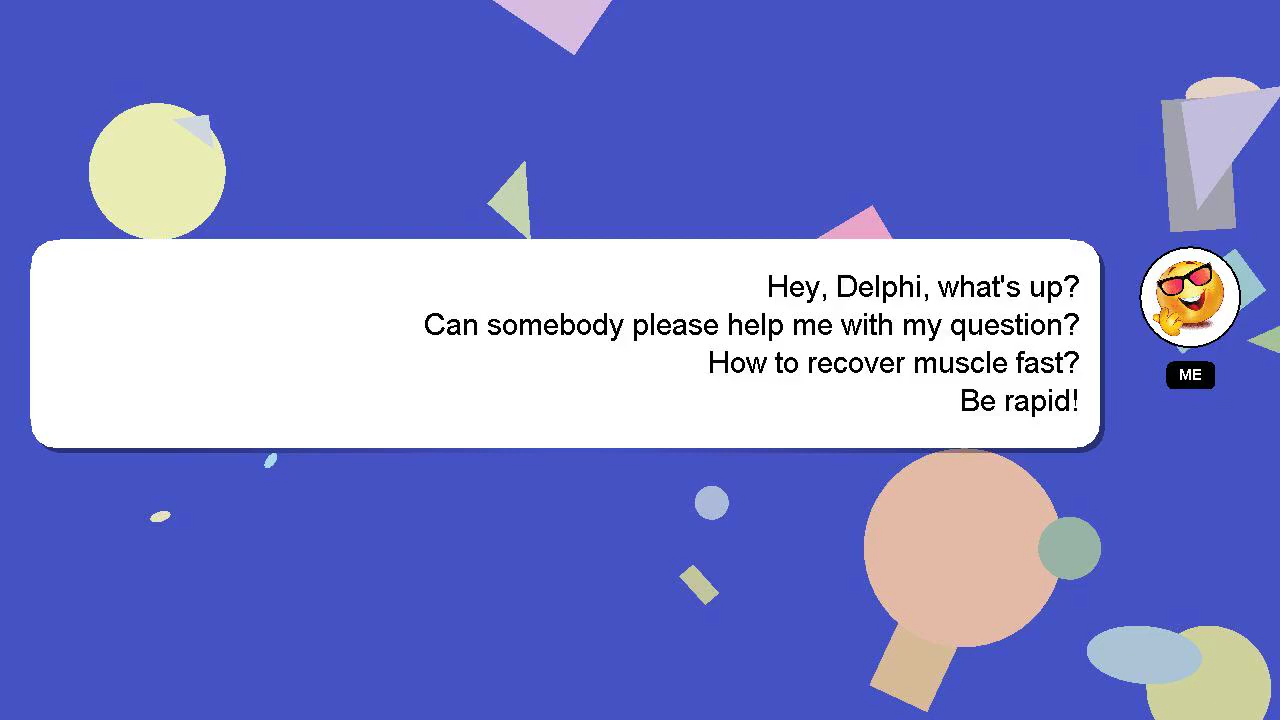 Hey, Delphi, what's up?
Can somebody please help me with my question?
How to recover muscle fast?
Be rapid!
ME